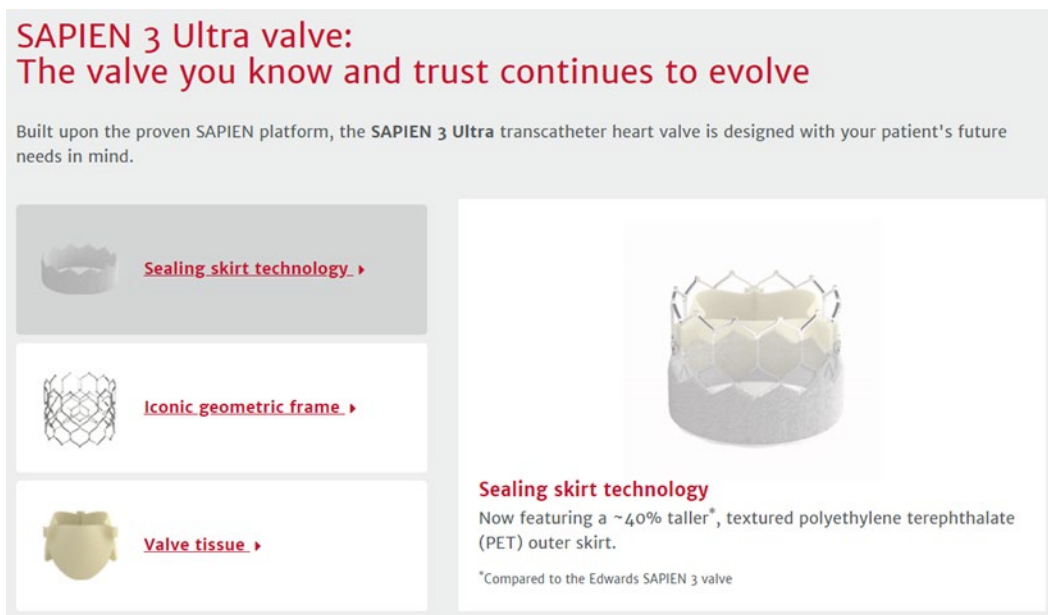 SAPIEN 3 Ultra valve:
The valve you know and trust continues to evolve
Built upon the proven SAPIEN platform, the SAPIEN 3 Ultra transcatheter heart valve is designed with your patient's future
needs in mind.
Sealing skirt technology
Iconic geometric frame
Valve tissue
Sealing skirt technology
Now featuring a ~40% taller*, textured polyethylene terephthalate
(PET) outer skirt.
*Compared to the Edwards SAPIEN 3 valve